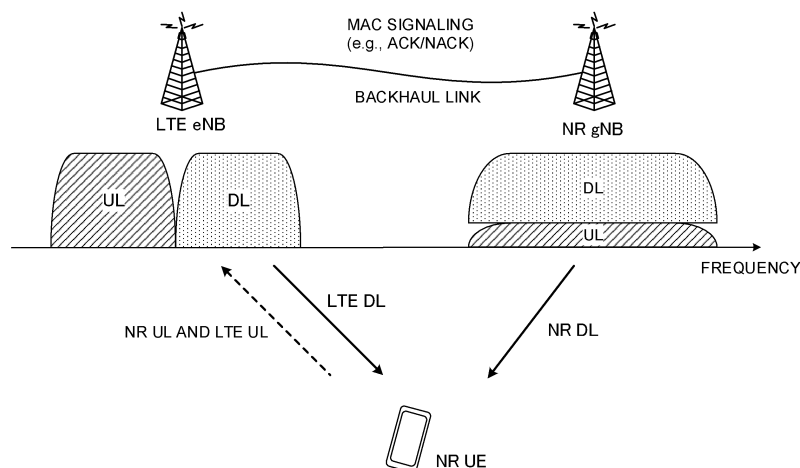 MAC SIGNALING
(e.g., ACK/NACK)
BACKHAUL LINK
LTE eNB
NR gNB
UL
DL
DL
UL
FREQUENCY
LTE DL
NR UL AND LTE UL
NR DL
NR UE